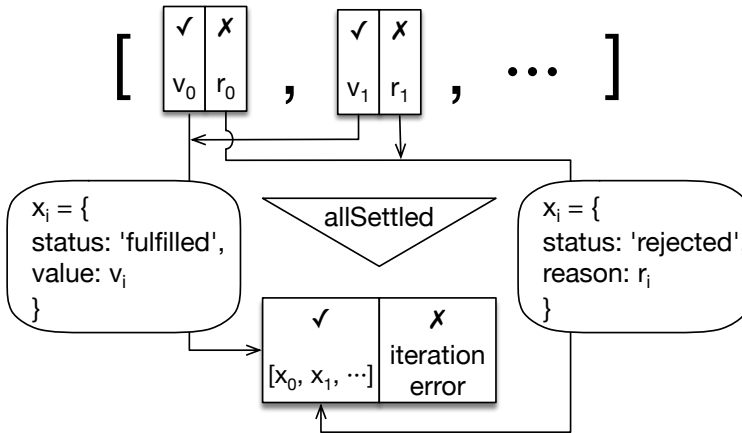 [ ✓ ✗ , ✓ ✗ , ⋯ ]
v₀ r₀ v₁ r₁
xᵢ = {
status: 'fulfilled',
value: vᵢ
}
allSettled
xᵢ = {
status: 'rejected'
reason: rᵢ
}
✓ ✗
[x₀, x₁, ⋯]
iteration
error